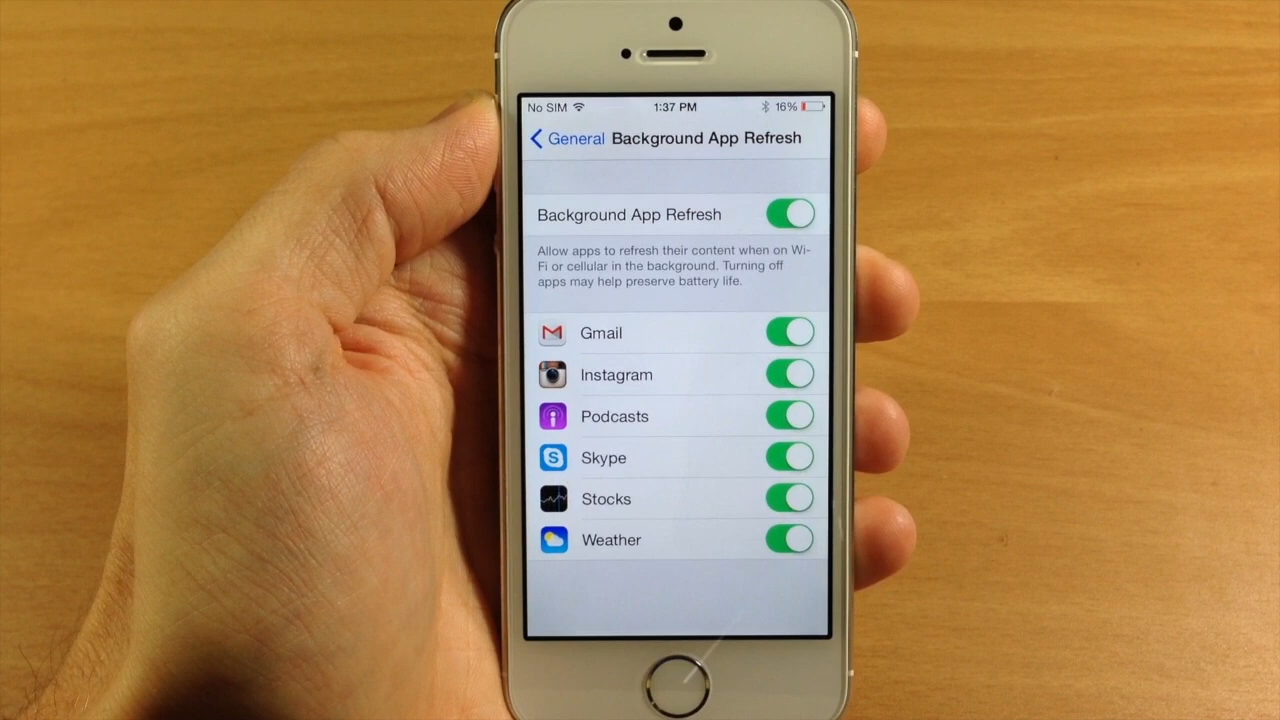 No SIM 1:37 PM 16%
General Background App Refresh
Background App Refresh
Allow apps to refresh their content when on Wi-
Fi or cellular in the background. Turning off
apps may help preserve battery life.
Gmail
Instagram
Podcasts
Skype
Stocks
Weather